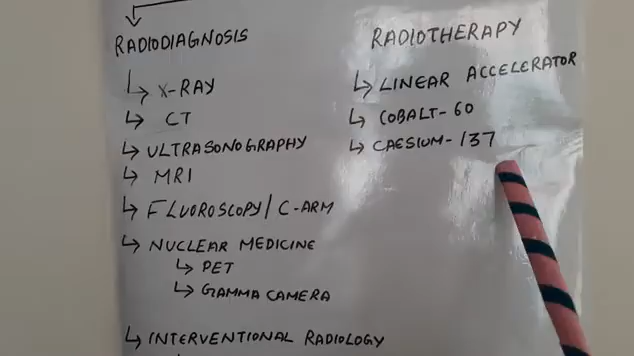 RADIODIAGNOSIS
X-RAY
CT
ULTRASONOGRAPHY
MRI
FLUOROSCOPY/C-ARM
NUCLEAR MEDICINE
PET
GAMMA CAMERA
INTERVENTIONAL RADIOLOGY
RADIOTHERAPY
LINEAR ACCELERATOR
COBALT-60
CAESIUM-137